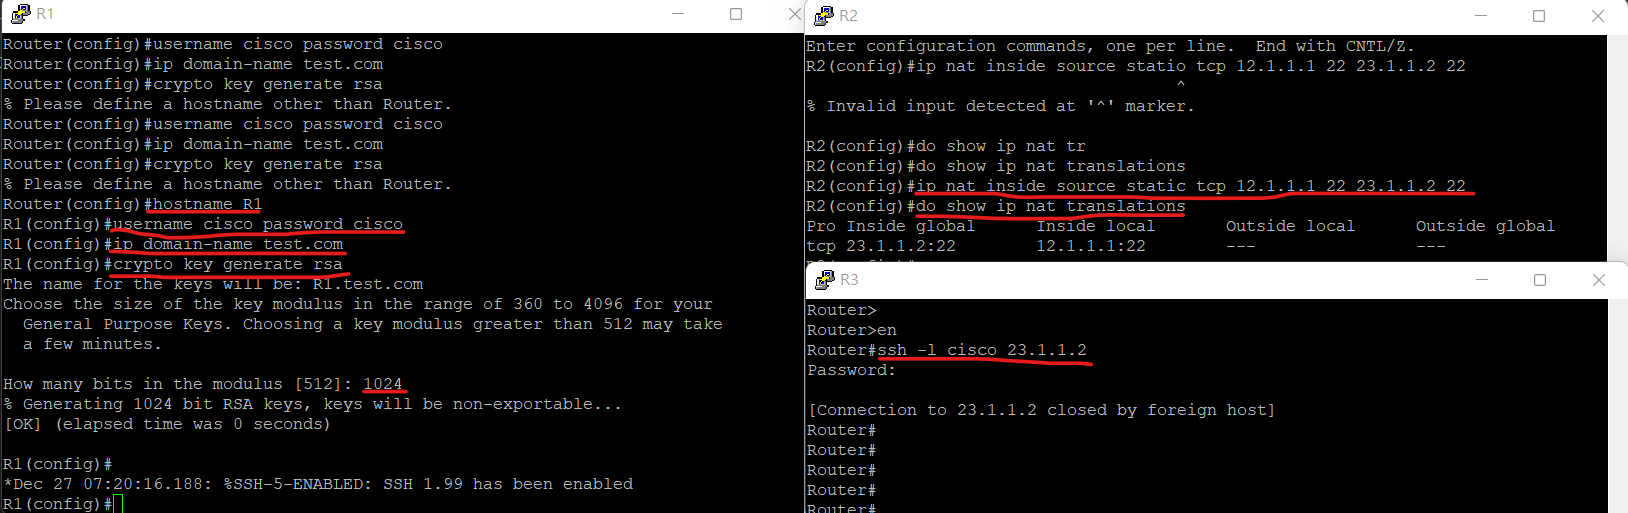 R1
Router(config)#username cisco password cisco
Router(config)#ip domain-name test.com
Router(config)#crypto key generate rsa
% Please define a hostname other than Router.
Router(config)#username cisco password cisco
Router(config)#ip domain-name test.com
Router(config)#crypto key generate rsa
% Please define a hostname other than Router.
Router(config)#hostname R1
R1(config)#username cisco password cisco
R1(config)#ip domain-name test.com
R1(config)#crypto key generate rsa
The name for the keys will be: R1.test.com
Choose the size of the key modulus in the range of 360 to 4096 for your
  General Purpose Keys. Choosing a key modulus greater than 512 may take
  a few minutes.
How many bits in the modulus [512]: 1024
% Generating 1024 bit RSA keys, keys will be non-exportable...
[OK] (elapsed time was 0 seconds)
R1(config)#
*Dec 27 07:20:16.188: %SSH-5-ENABLED: SSH 1.99 has been enabled
R1(config)#
R2
Enter configuration commands, one per line.  End with CNTL/Z.
R2(config)#ip nat inside source statio tcp 12.1.1.1 22 23.1.1.2 22
^
% Invalid input detected at '^' marker.
R2(config)#do show ip nat tr
R2(config)#do show ip nat translations
R2(config)#ip nat inside source static tcp 12.1.1.1 22 23.1.1.2 22
R2(config)#do show ip nat translations
Pro Inside global      Inside local       Outside local      Outside global
tcp 23.1.1.2:22        12.1.1.1:22        ---                ---
R3
Router>
Router>en
Router#ssh -l cisco 23.1.1.2
Password:
[Connection to 23.1.1.2 closed by foreign host]
Router#
Router#
Router#
Router#
Router#